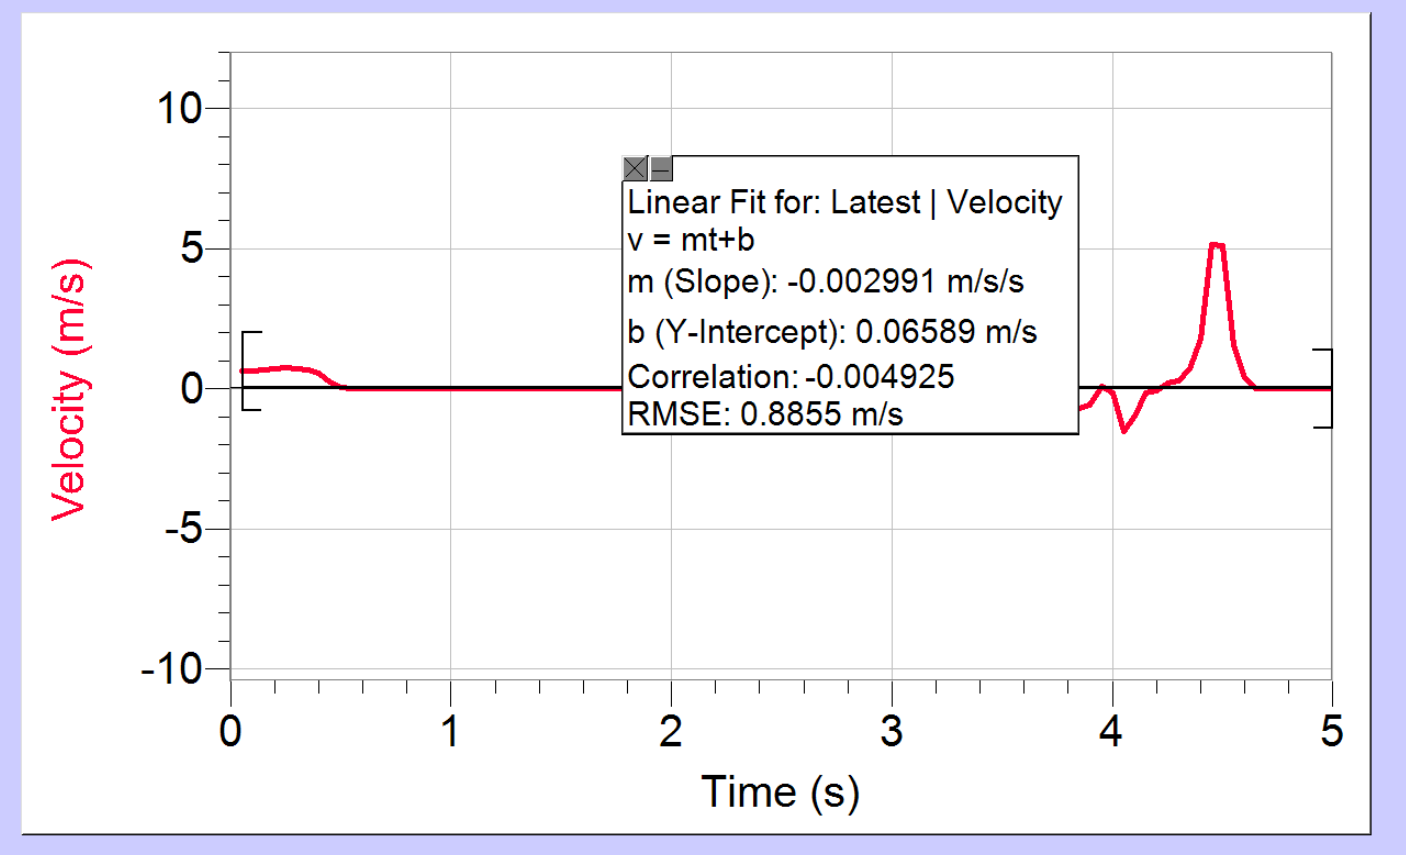 10
5
0
-5
-10
Velocity (m/s)
Linear Fit for: Latest | Velocity
v = mt+b
m (Slope): -0.002991 m/s/s
b (Y-Intercept): 0.06589 m/s
Correlation: -0.004925
RMSE: 0.8855 m/s
0 1 2 3 4 5
Time (s)